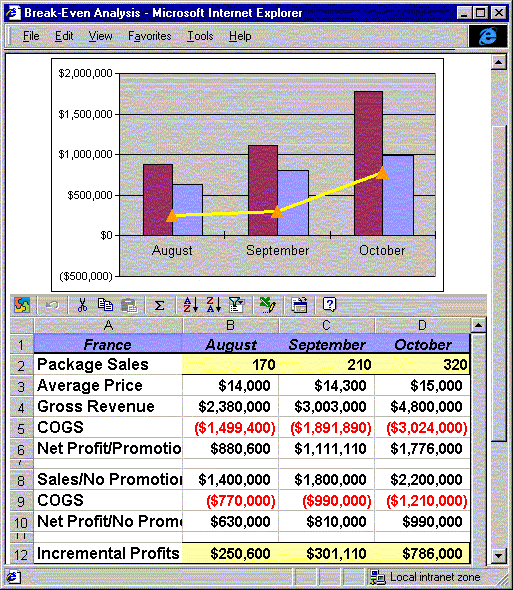 Break-Even Analysis - Microsoft Internet Explorer
File Edit View Favorites Tools Help
$2,000,000
$1,500,000
$1,000,000
$500,000
$0
August September October
($500,000)
A B C D
1 France August September October
2 Package Sales 170 210 320
3 Average Price $14,000 $14,300 $15,000
4 Gross Revenue $2,380,000 $3,003,000 $4,800,000
5 COGS ($1,499,400) ($1,891,890) ($3,024,000)
6 Net Profit/Promotio $880,600 $1,111,110 $1,776,000
8 Sales/No Promotion $1,400,000 $1,800,000 $2,200,000
9 COGS ($770,000) ($990,000) ($1,210,000)
10 Net Profit/No Prom $630,000 $810,000 $990,000
12 Incremental Profits $250,600 $301,110 $786,000
Local intranet zone